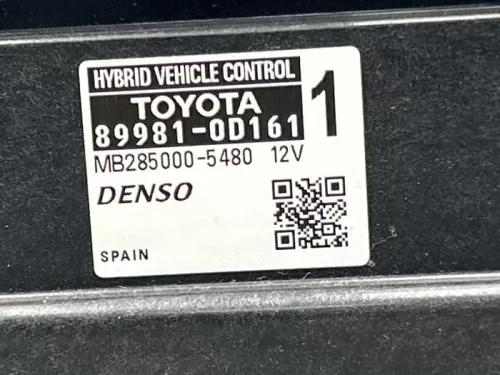 HYBRID VEHICLE CONTROL
TOYOTA
89981-0D161
1
MB285000-5480 12V
DENSO
SPAIN